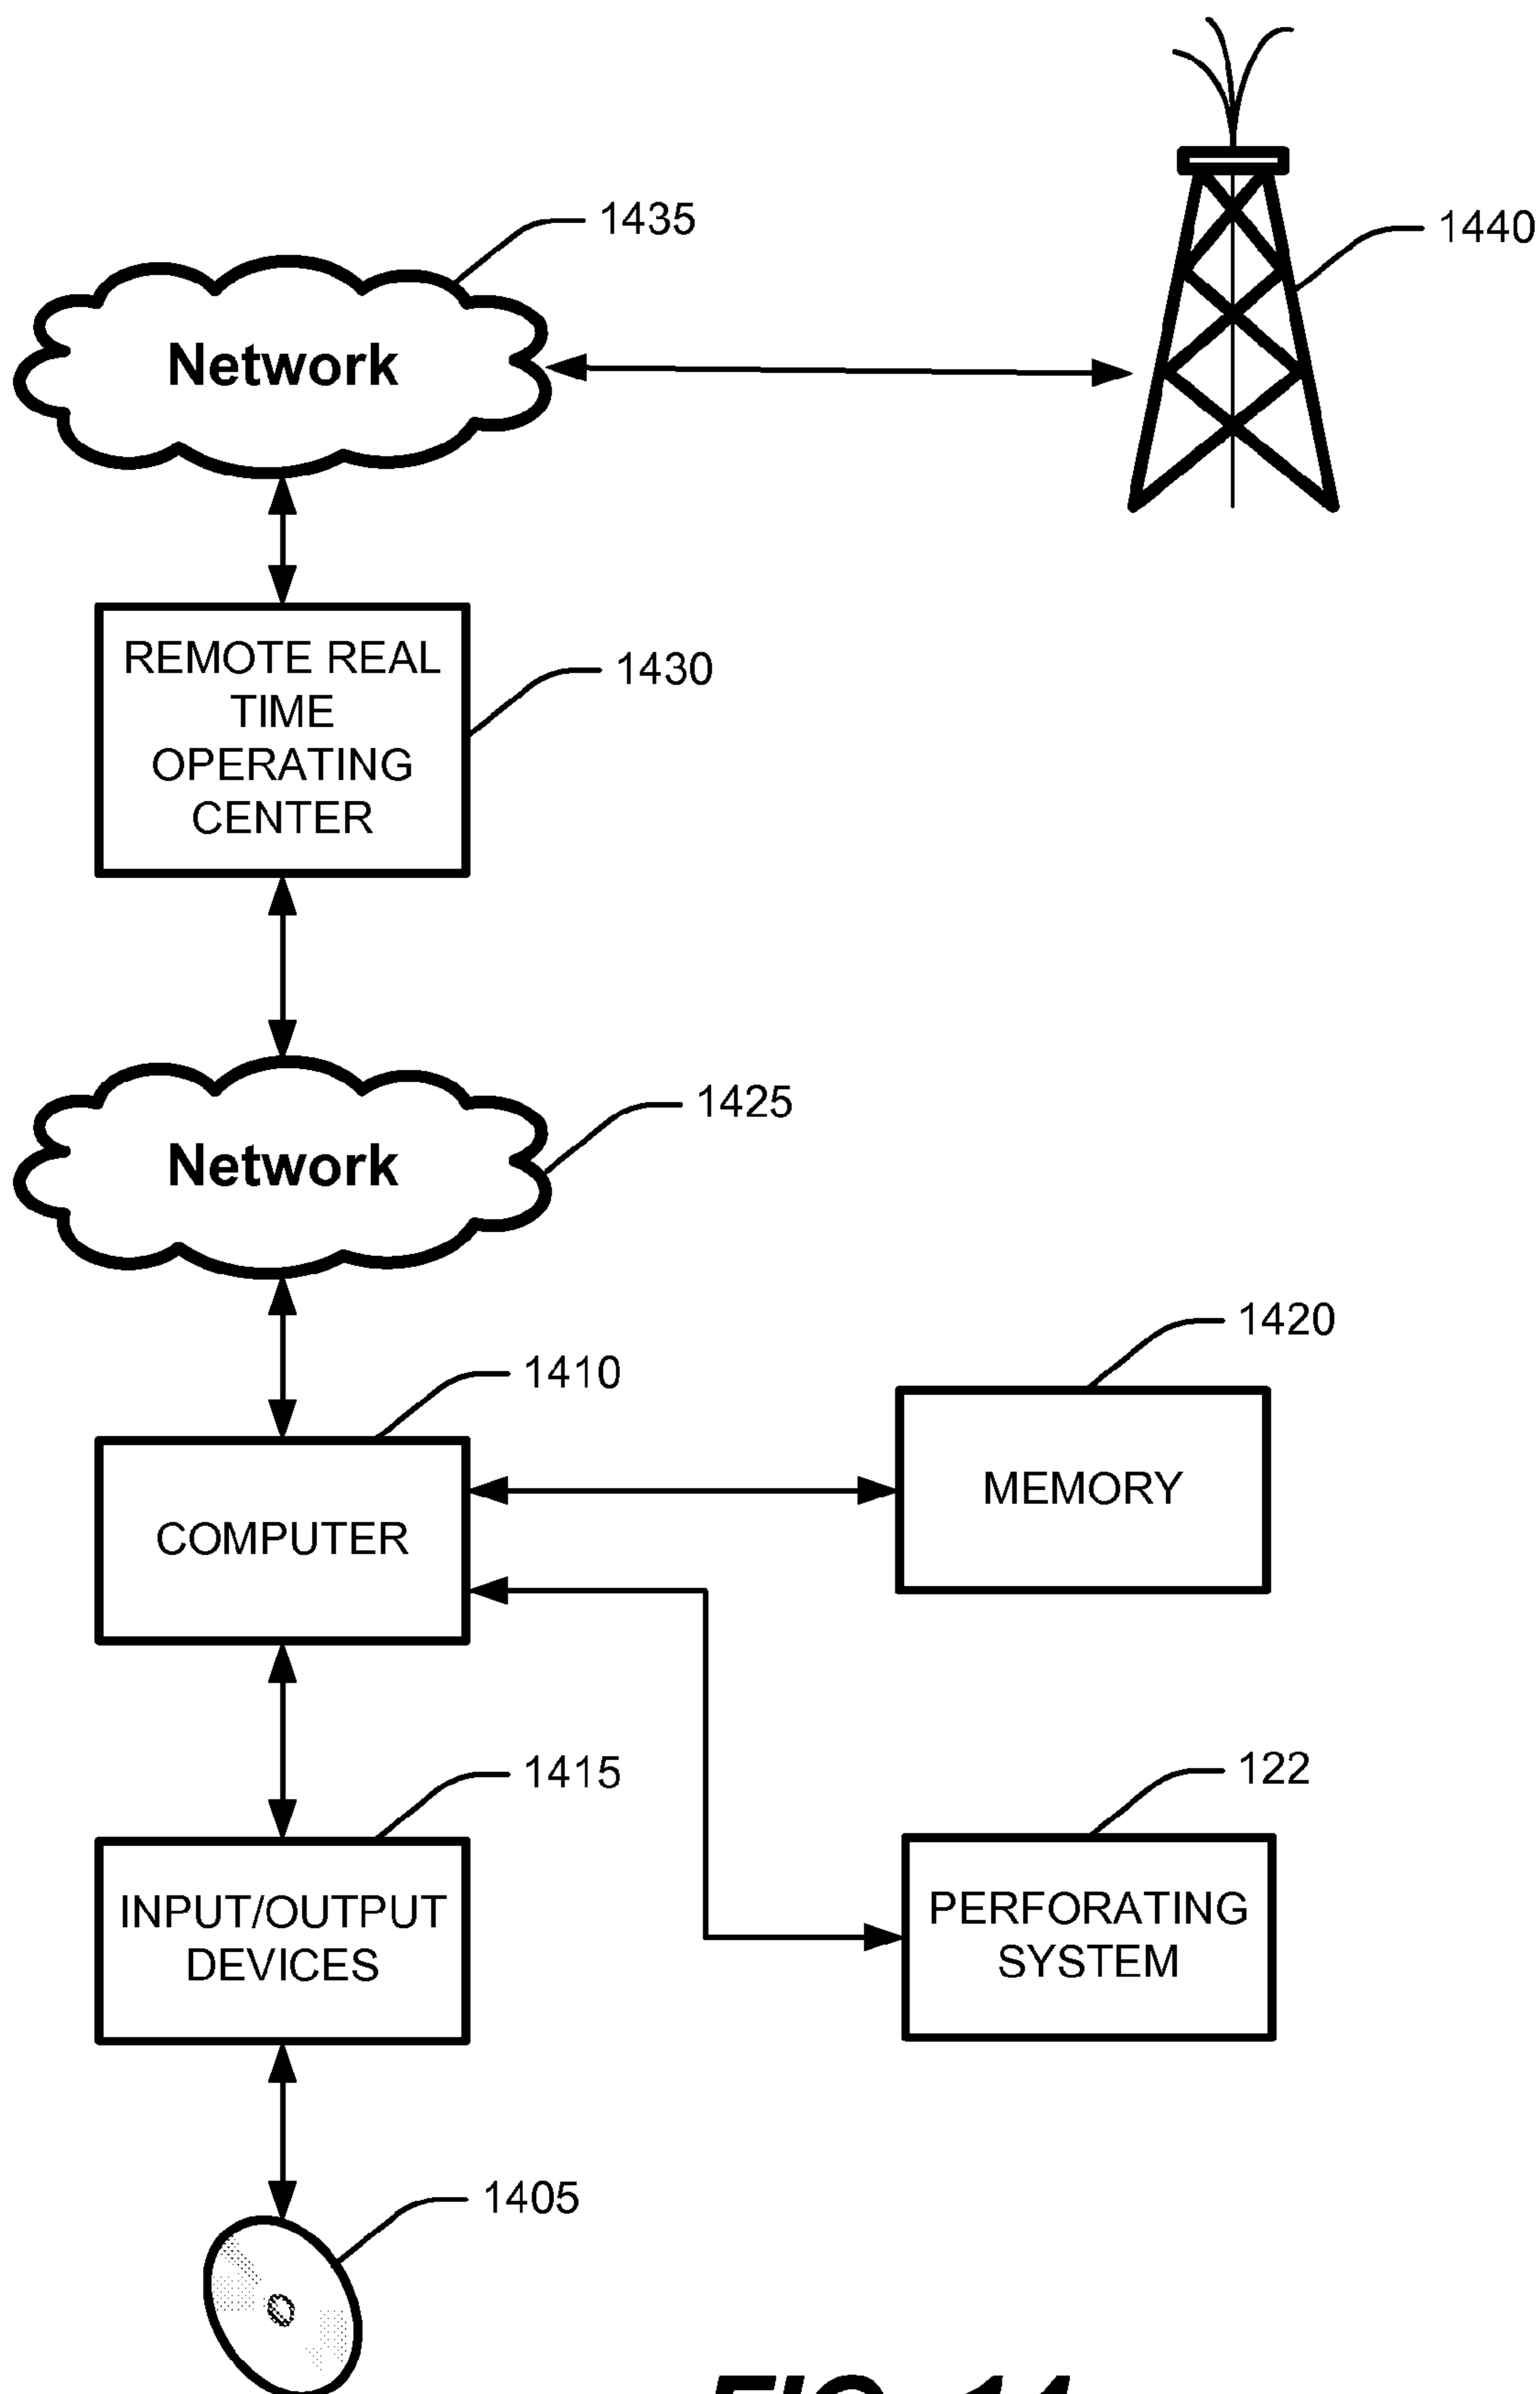 1435
1440
Network
REMOTE REAL
TIME
OPERATING
CENTER
1430
1425
Network
1420
1410
MEMORY
COMPUTER
1415
122
INPUT/OUTPUT
DEVICES
PERFORATING
SYSTEM
1405